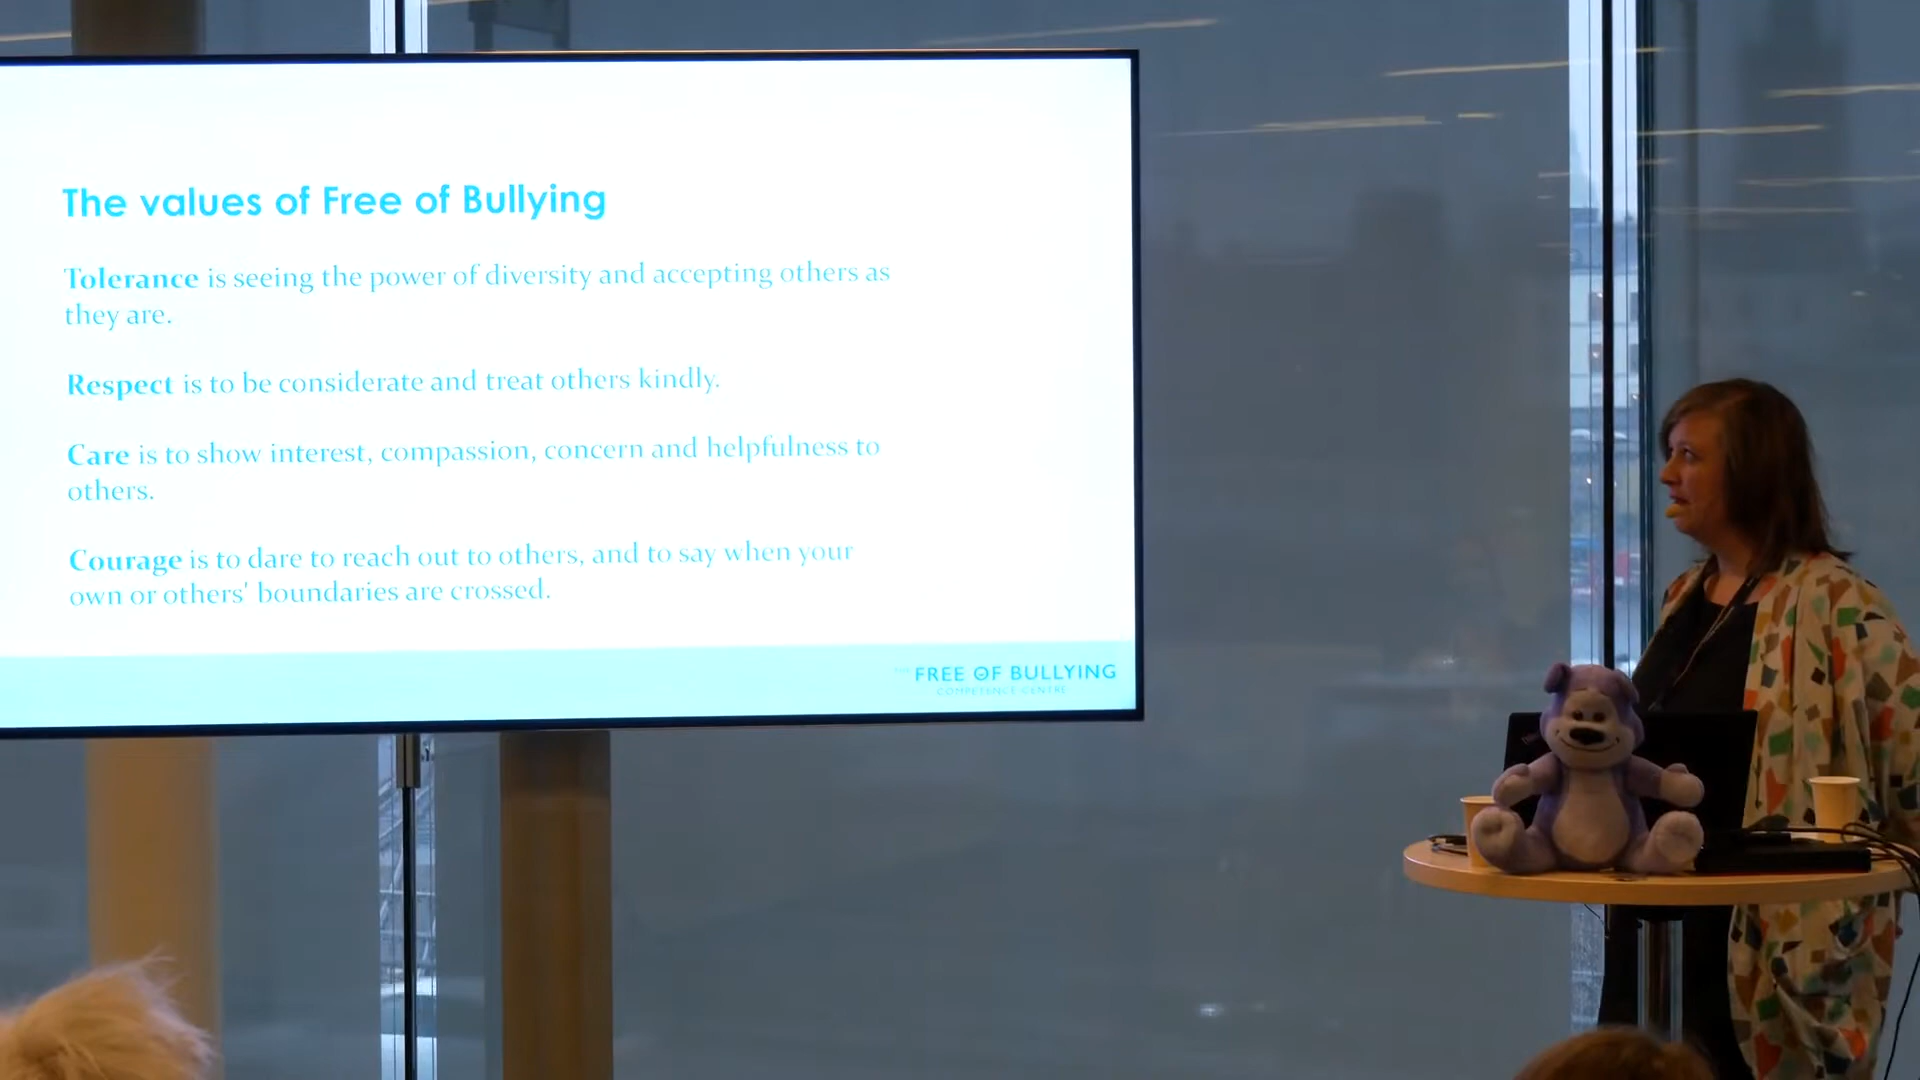 The values of Free of Bullying
Tolerance is seeing the power of diversity and accepting others as
they are.
Respect is to be considerate and treat others kindly.
Care is to show interest, compassion, concern and helpfulness to
others.
Courage is to dare to reach out to others, and to say when your
own or others' boundaries are crossed.
THE FREE OF BULLYING
COMPETENCE CENTRE